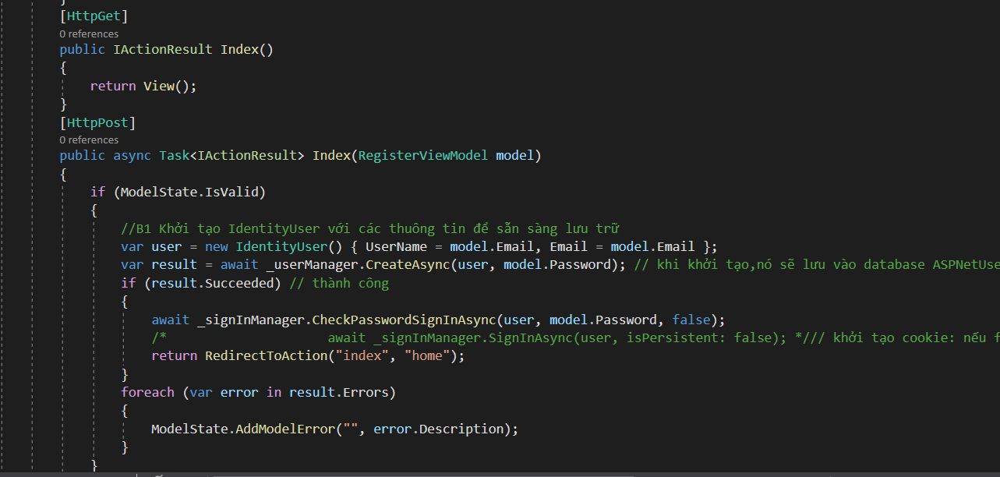 }
[HttpGet]
0 references
public IActionResult Index()
{
return View();
}
[HttpPost]
0 references
public async Task<IActionResult> Index(RegisterViewModel model)
{
if (ModelState.IsValid)
{
//B1 Khởi tạo IdentityUser với các thuông tin để sẵn sàng lưu trữ
var user = new IdentityUser() { UserName = model.Email, Email = model.Email };
var result = await _userManager.CreateAsync(user, model.Password); // khi khởi tạo,nó sẽ lưu vào database ASPNetUse
if (result.Succeeded) // thành công
{
await _signInManager.CheckPasswordSignInAsync(user, model.Password, false);
/* await _signInManager.SignInAsync(user, isPersistent: false); */// khởi tạo cookie: nếu f
return RedirectToAction("index", "home");
}
foreach (var error in result.Errors)
{
ModelState.AddModelError("", error.Description);
}
}